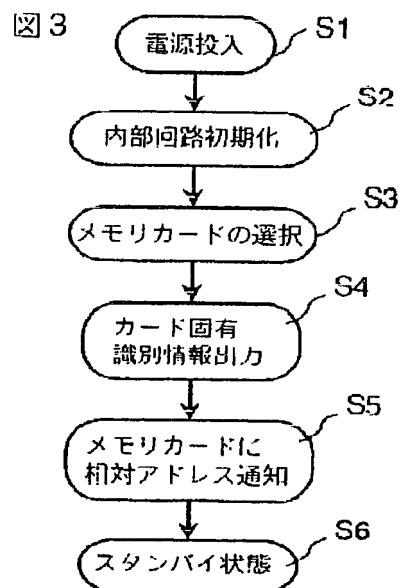 図3
電源投入
S1
内部回路初期化
S2
メモリカードの選択
S3
カード固有
識別情報出力
S4
メモリカードに
相対アドレス通知
S5
スタンバイ状態
S6